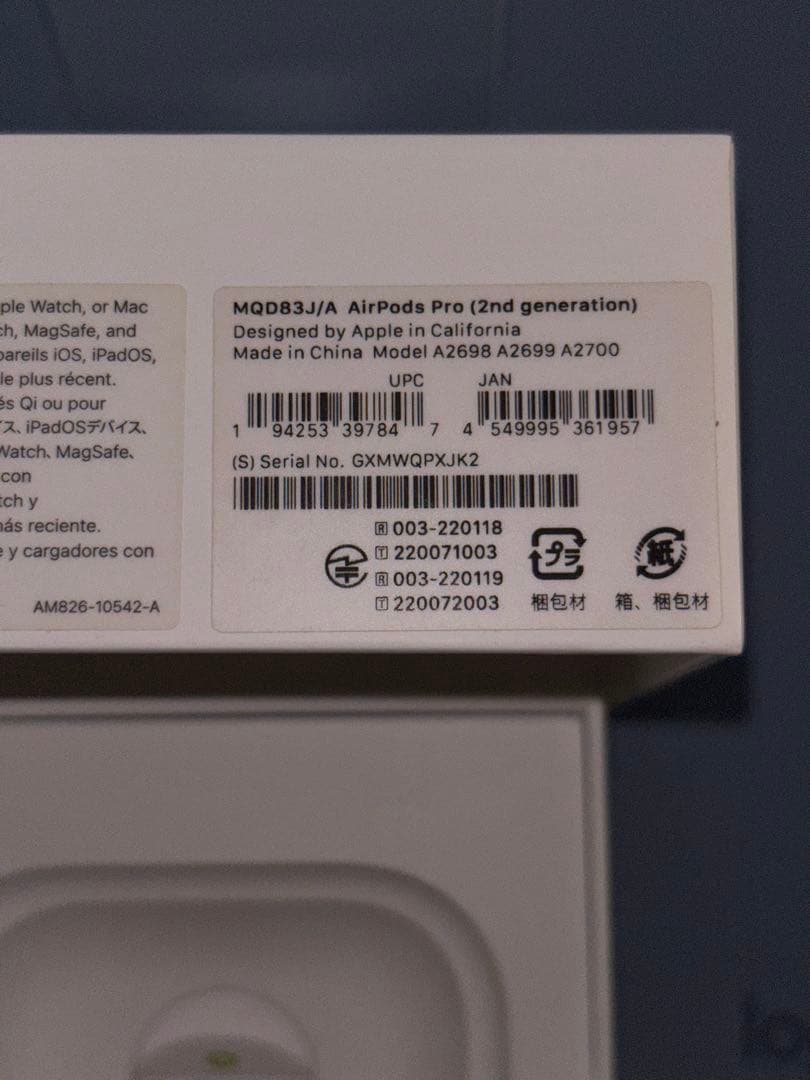 ple Watch, or Mac
ch, MagSafe, and
pareils iOS, iPadOS,
le plus récent.
és Qi ou pour
ス、iPadOSデバイス、
Watch、MagSafe、
con
tch y
más reciente.
e y cargadores con
AM826-10542-A
MQD83J/A AirPods Pro (2nd generation)
Designed by Apple in California
Made in China Model A2698 A2699 A2700
UPC JAN
1 94253 39784 7 4 549995 361957
(S) Serial No. GXMWQPXJK2
R 003-220118
T 220071003
R 003-220119
T 220072003
プラ
梱包材
紙
箱、梱包材